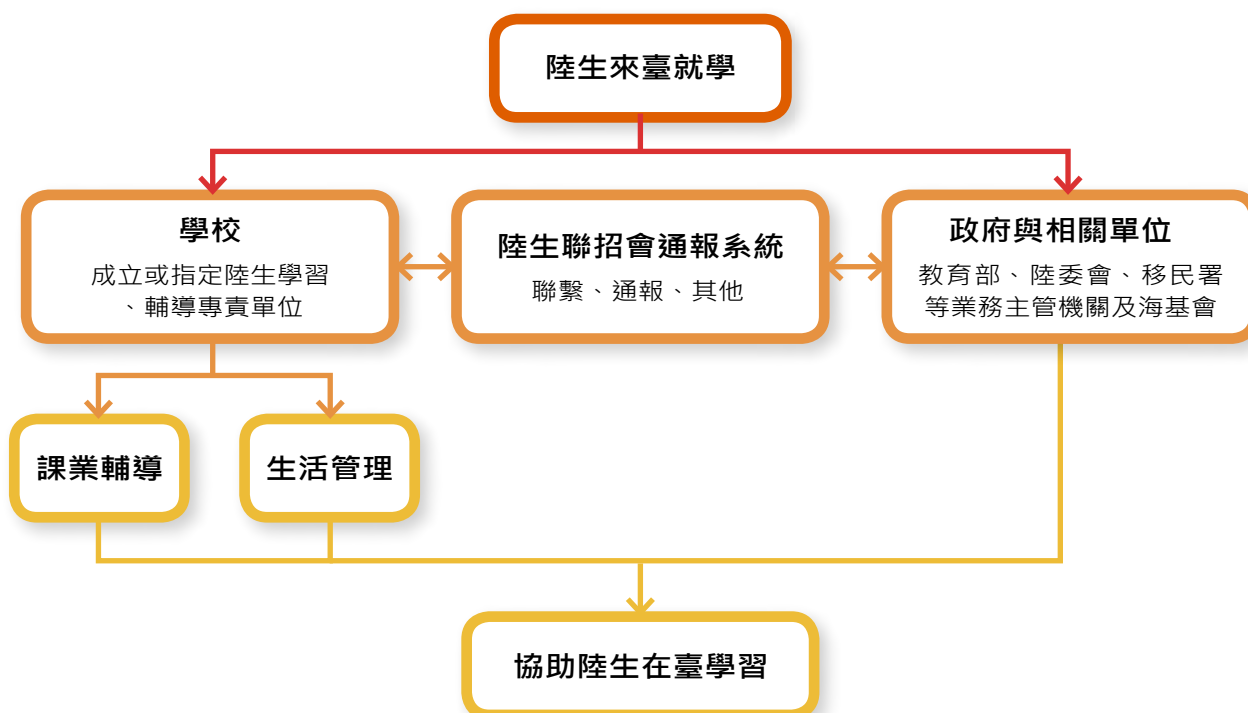 陸生來臺就學
學校
成立或指定陸生學習
、輔導專責單位
陸生聯招會通報系統
聯繫、通報、其他
政府與相關單位
教育部、陸委會、移民署
等業務主管機關及海基會
課業輔導
生活管理
協助陸生在臺學習